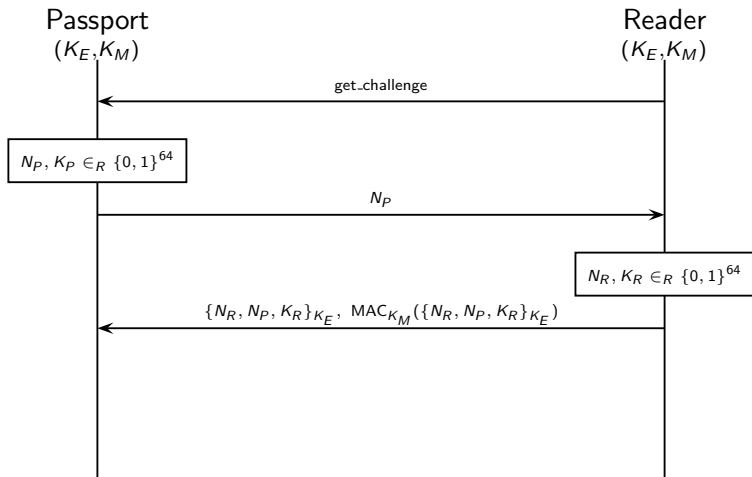 Passport
(K_E,K_M)
Reader
(K_E,K_M)
get_challenge
N_P, K_P ∈_R {0, 1}^64
N_P
N_R, K_R ∈_R {0, 1}^64
{N_R, N_P, K_R}_{K_E}, MAC_{K_M}({N_R, N_P, K_R}_{K_E})